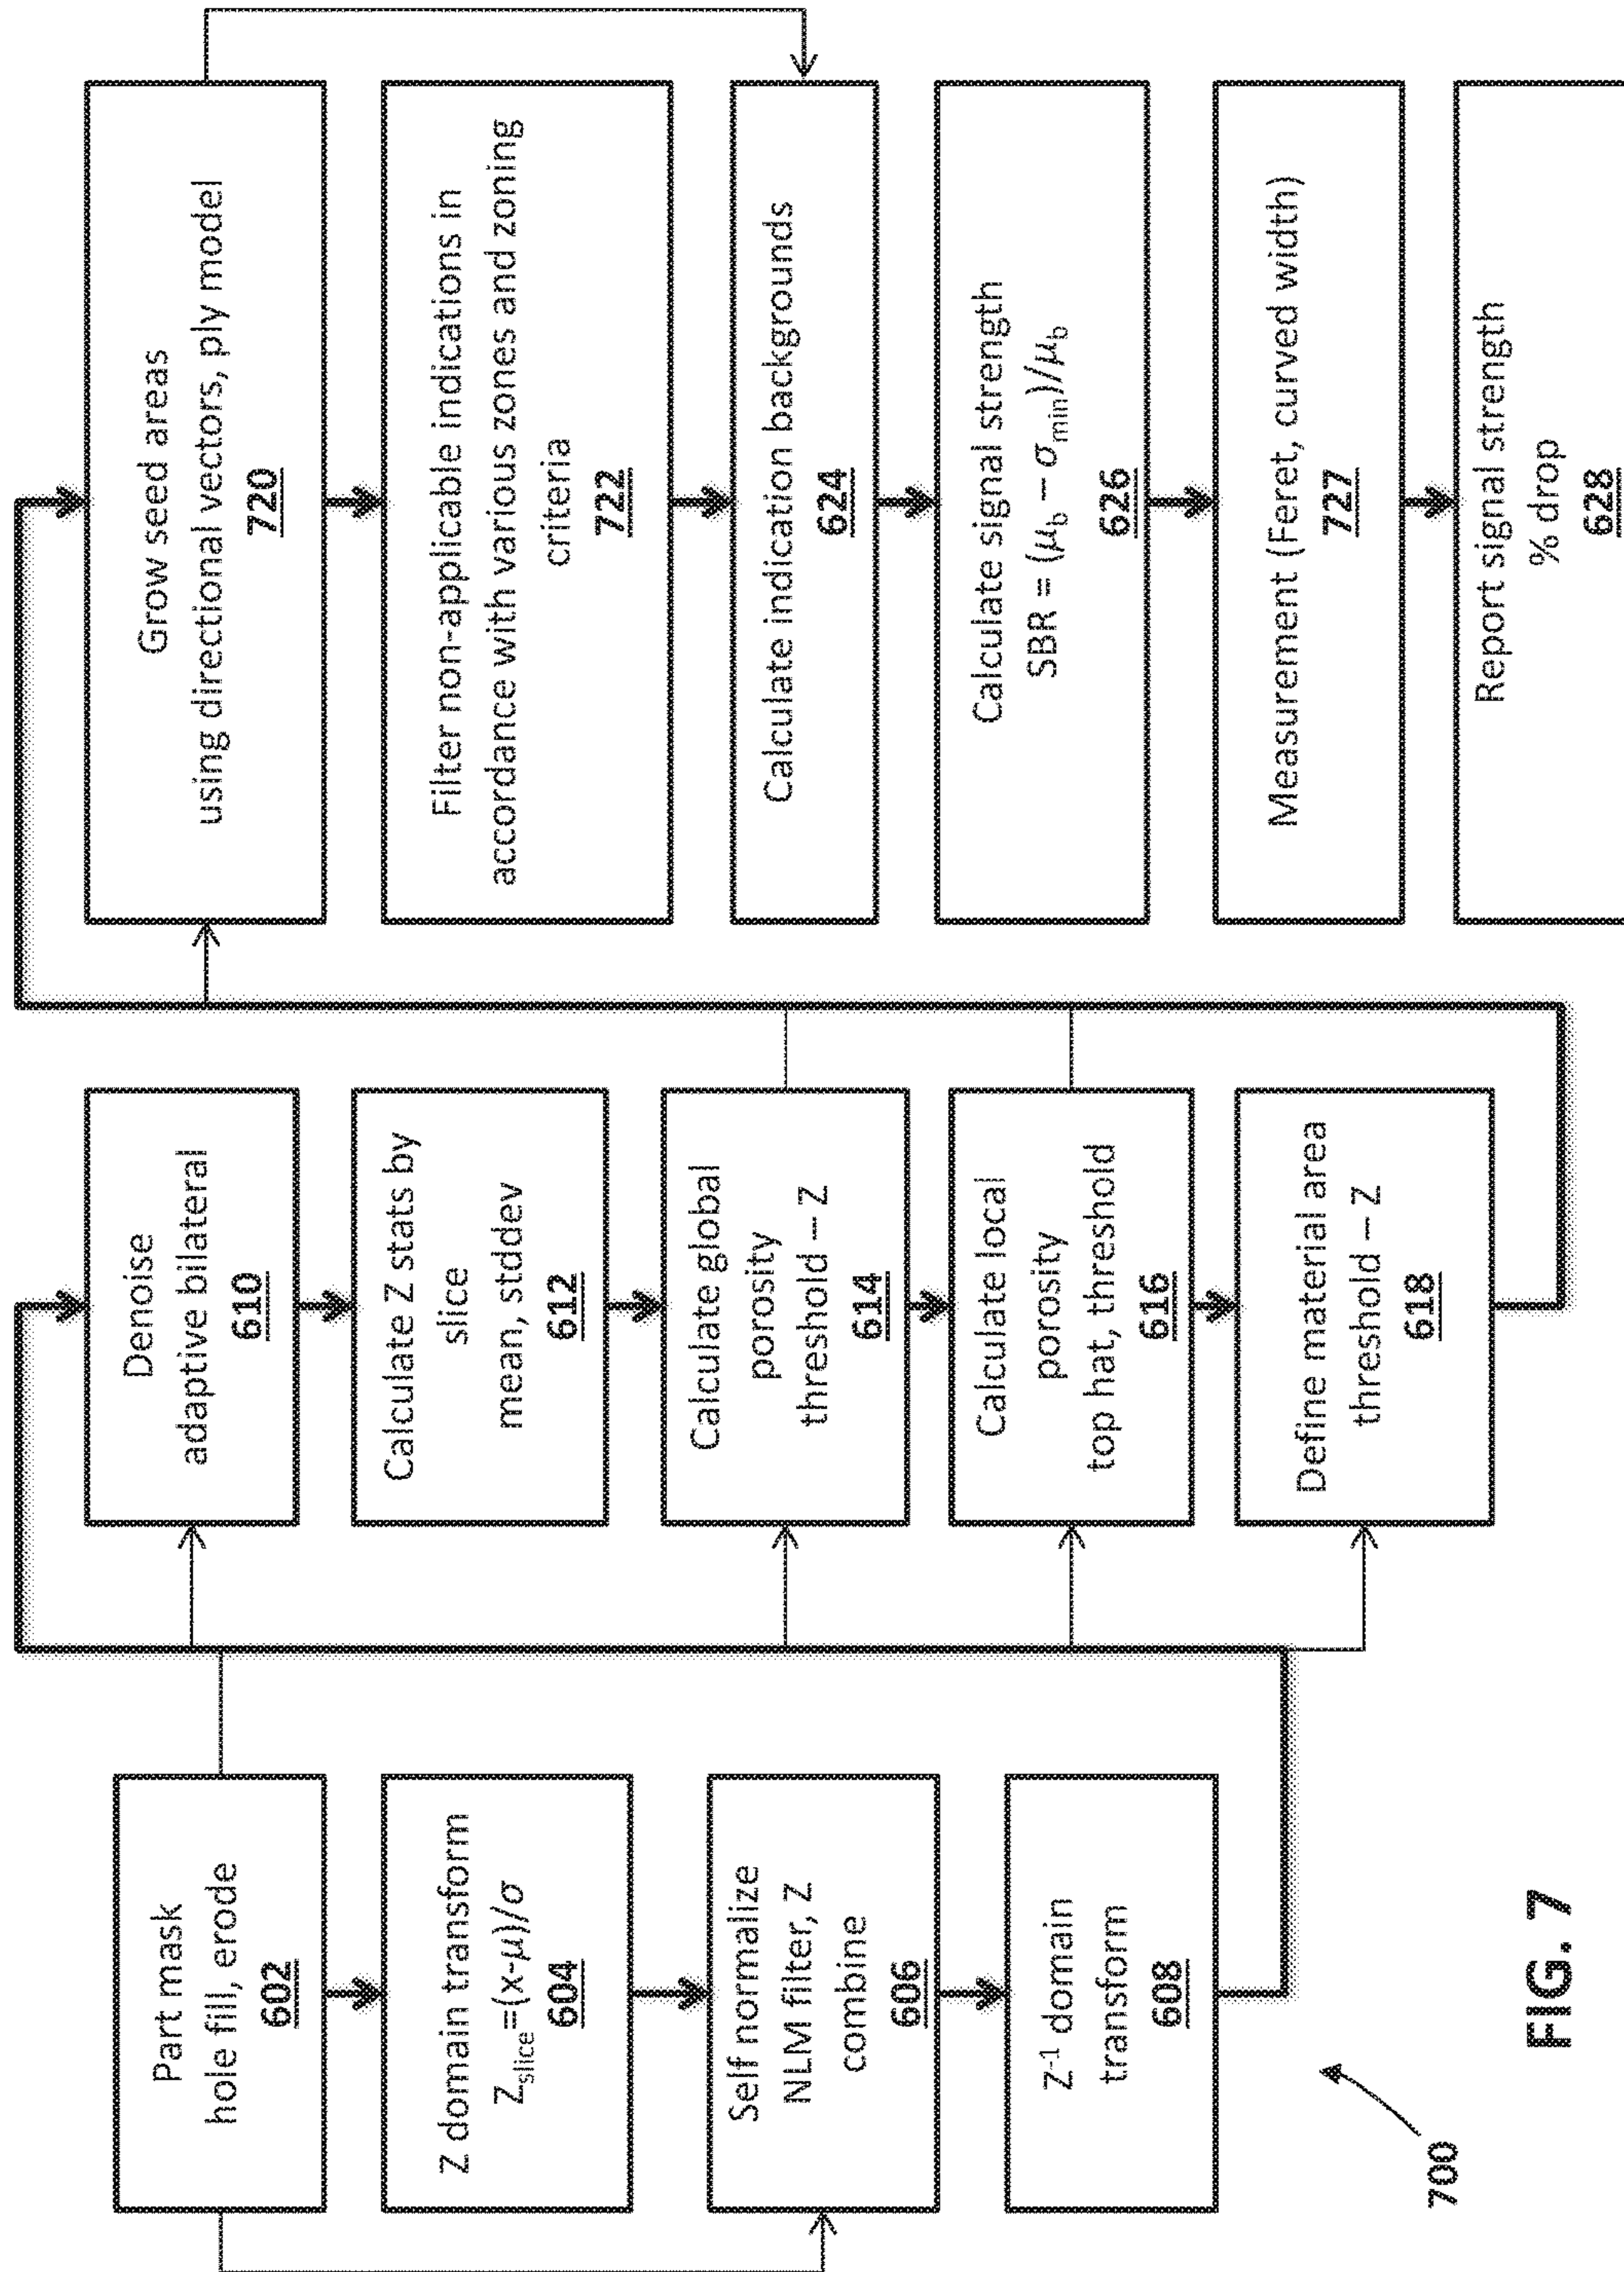 Part mask
hole fill, erode
602
Z domain transform
Zslice=(x-μ)/σ
604
Self normalize
NLM filter, Z
combine
606
Z-1 domain
transform
608
Denoise
adaptive bilateral
610
Calculate Z stats by
slice
mean, stddev
612
Calculate global
porosity
threshold – Z
614
Calculate local
porosity
top hat, threshold
616
Define material area
threshold – Z
618
Grow seed areas
using directional vectors, ply model
720
Filter non-applicable indications in
accordance with various zones and zoning
criteria
722
Calculate indication backgrounds
624
Calculate signal strength
SBR = (μb – σmin)/μb
626
Measurement (Feret, curved width)
727
Report signal strength
% drop
628
700
FIG. 7